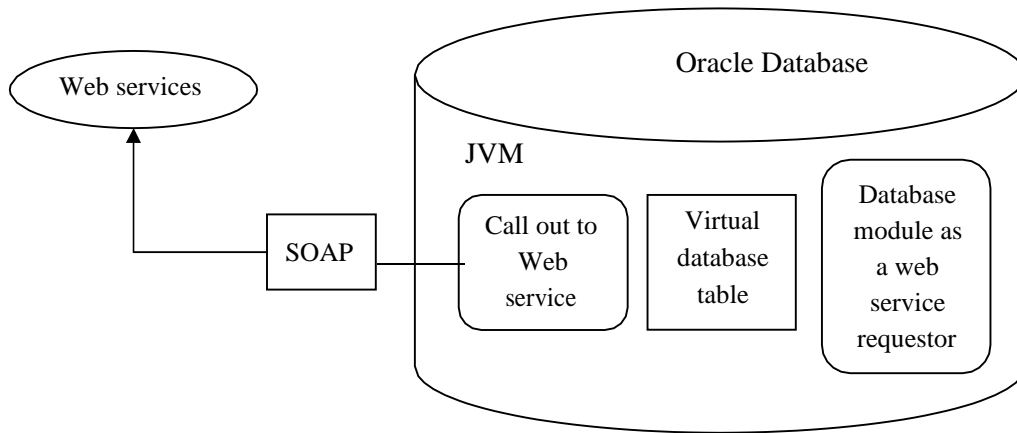 Oracle Database
Web services
JVM
SOAP
Call out to
Web
service
Virtual
database
table
Database
module as
a web
service
requestor